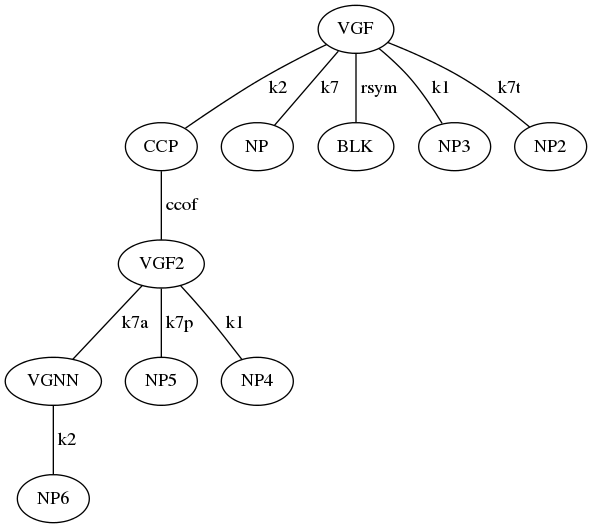 VGF
k2 k7 rsym k1 k7t
CCP NP BLK NP3 NP2
ccof
VGF2
k7a k7p k1
VGNN NP5 NP4
k2
NP6